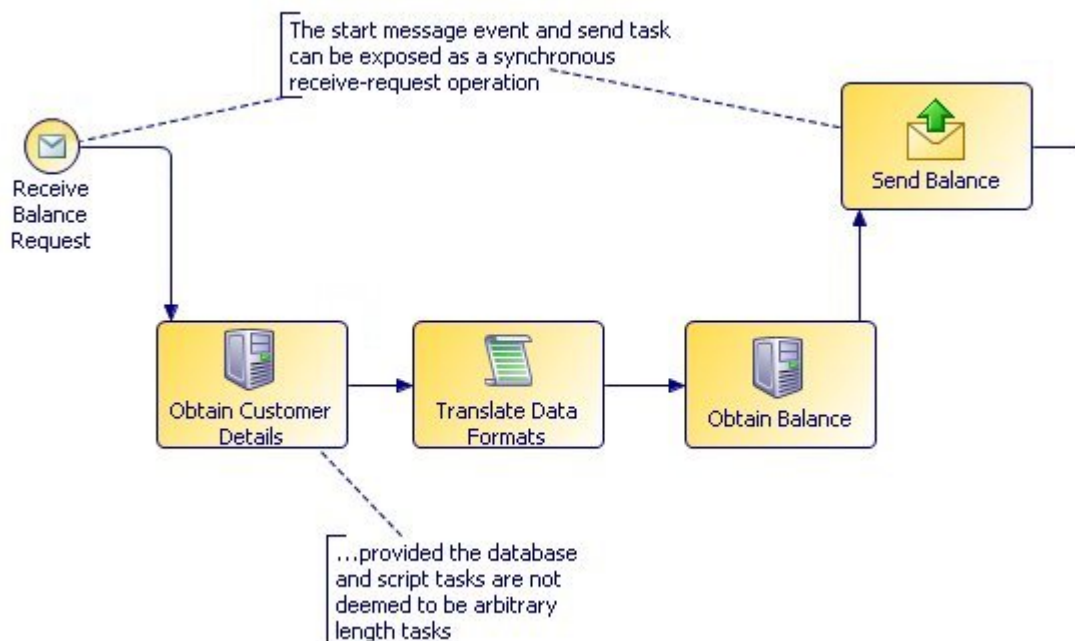 The start message event and send task
can be exposed as a synchronous
receive-request operation
Receive
Balance
Request
Send Balance
Obtain Customer
Details
Translate Data
Formats
Obtain Balance
...provided the database
and script tasks are not
deemed to be arbitrary
length tasks